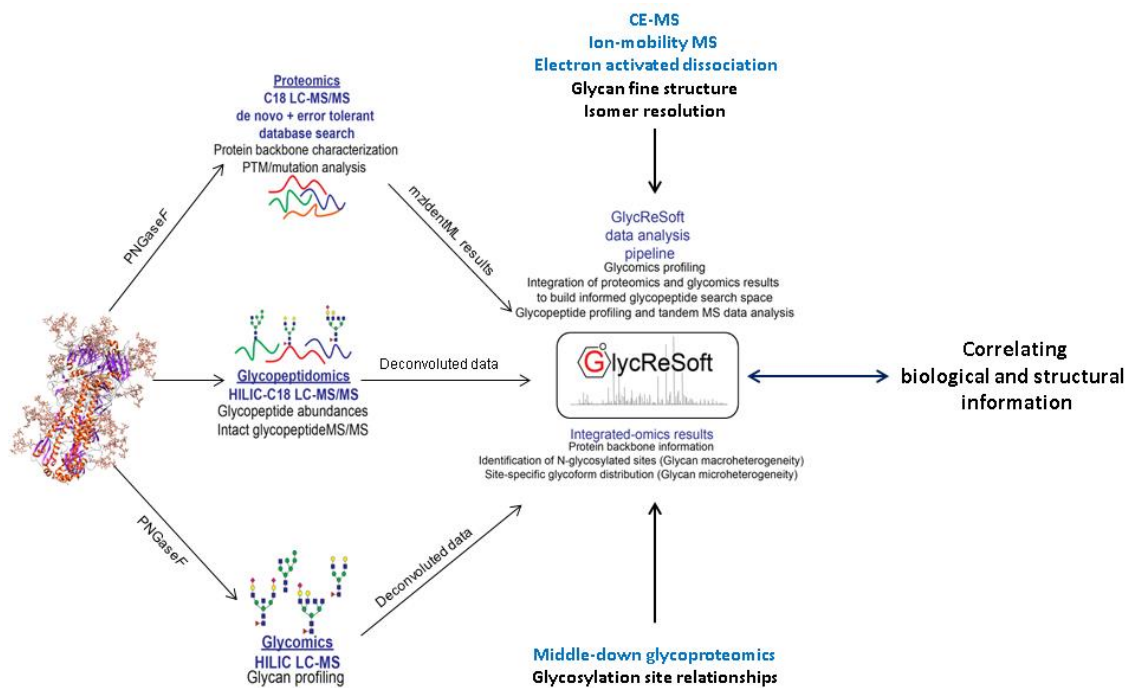 CE-MS
Ion-mobility MS
Electron activated dissociation
Glycan fine structure
Isomer resolution
Proteomics
C18 LC-MS/MS
de novo + error tolerant
database search
Protein backbone characterization
PTM/mutation analysis
PNGaseF
mzIdentML results
GlycReSoft
data analysis
pipeline
Glycomics profiling
Integration of proteomics and glycomics results
to build informed glycopeptide search space
Glycopeptide profiling and tandem MS data analysis
Glycopeptidomics
HILIC-C18 LC-MS/MS
Glycopeptide abundances
Intact glycopeptideMS/MS
Deconvoluted data
GlycReSoft
Correlating
biological and structural
information
Integrated-omics results
Protein backbone information
Identification of N-glycosylated sites (Glycan macroheterogeneity)
Site-specific glycoform distribution (Glycan microheterogeneity)
PNGaseF
Deconvoluted data
Glycomics
HILIC LC-MS
Glycan profiling
Middle-down glycoproteomics
Glycosylation site relationships